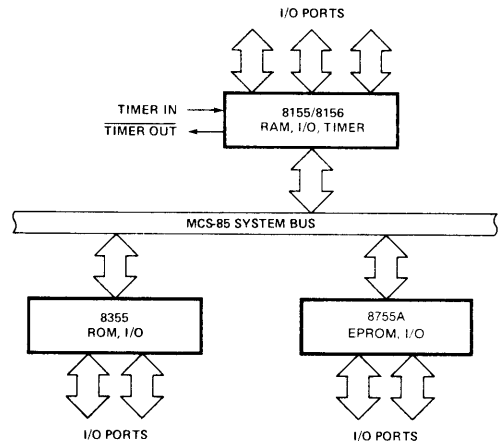 I/O PORTS
TIMER IN
TIMER OUT
8155/8156
RAM, I/O, TIMER
MCS-85 SYSTEM BUS
8355
ROM, I/O
8755A
EPROM, I/O
I/O PORTS
I/O PORTS